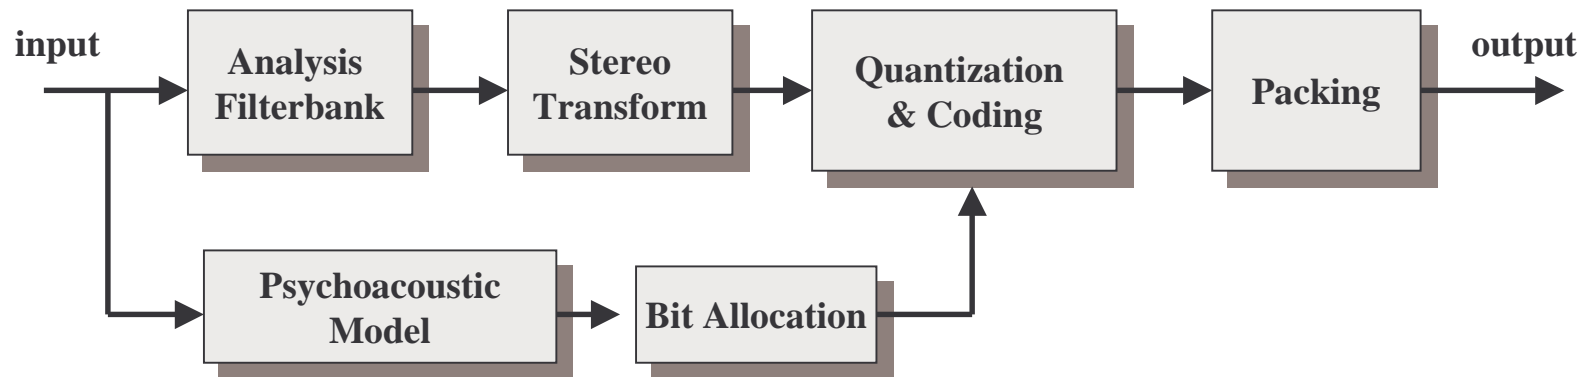 input
Analysis
Filterbank
Stereo
Transform
Quantization
& Coding
Packing
output
Psychoacoustic
Model
Bit Allocation